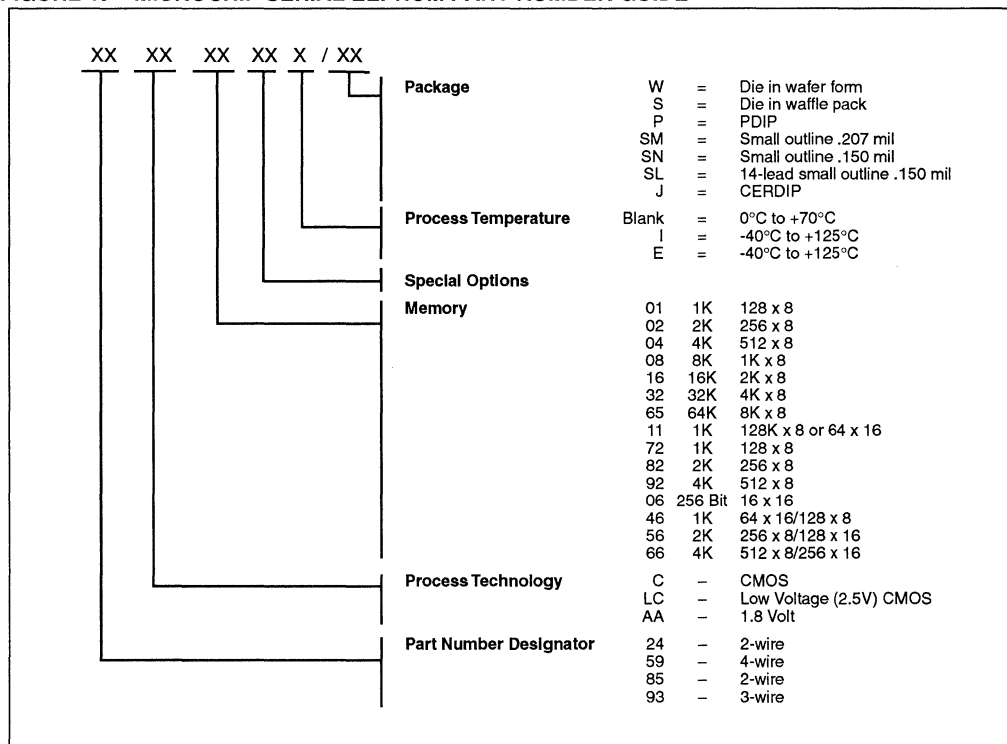 MICROCHIP SERIAL EEPROM PART NUMBER GUIDE
XX XX XX XX X / XX
Package W = Die in wafer form
S = Die in waffle pack
P = PDIP
SM = Small outline .207 mil
SN = Small outline .150 mil
SL = 14-lead small outline .150 mil
J = CERDIP
Process Temperature Blank = 0°C to +70°C
I = -40°C to +125°C
E = -40°C to +125°C
Special Options
Memory 01 1K 128 x 8
02 2K 256 x 8
04 4K 512 x 8
08 8K 1K x 8
16 16K 2K x 8
32 32K 4K x 8
65 64K 8K x 8
11 1K 128K x 8 or 64 x 16
72 1K 128 x 8
82 2K 256 x 8
92 4K 512 x 8
06 256 Bit 16 x 16
46 1K 64 x 16/128 x 8
56 2K 256 x 8/128 x 16
66 4K 512 x 8/256 x 16
Process Technology C – CMOS
LC – Low Voltage (2.5V) CMOS
AA – 1.8 Volt
Part Number Designator 24 – 2-wire
59 – 4-wire
85 – 2-wire
93 – 3-wire